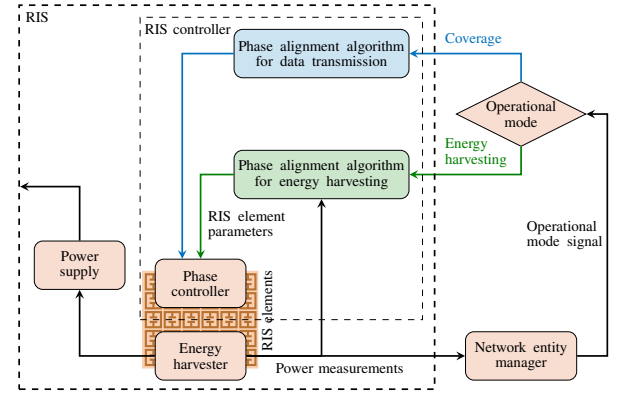 RIS
RIS controller
Phase alignment algorithm
for data transmission
Coverage
Operational
mode
Energy
harvesting
Phase alignment algorithm
for energy harvesting
RIS element
parameters
Operational
mode signal
Power
supply
Phase
controller
RIS elements
Energy
harvester
Power measurements
Network entity
manager